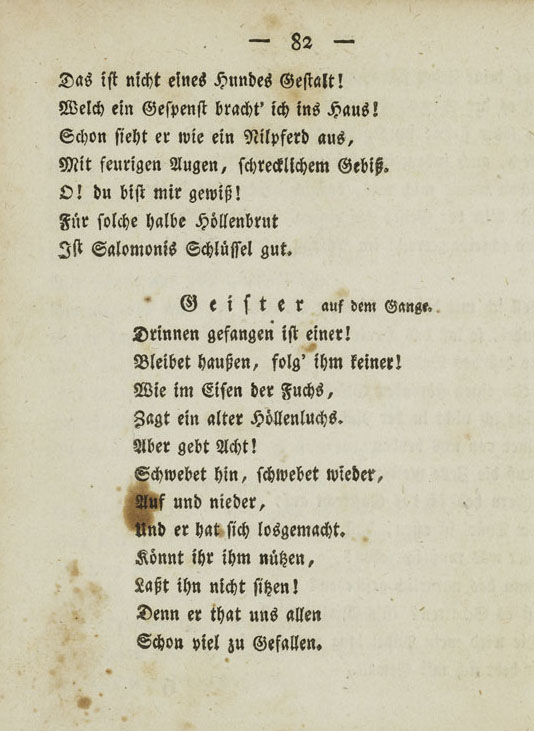 — 82 —
Das ist nicht eines Hundes Gestalt!
Welch ein Gespenst bracht' ich ins Haus!
Schon sieht er wie ein Nilpferd aus,
Mit feurigen Augen, schrecklichem Gebiß.
O! du bist mir gewiß!
Für solche halbe Höllenbrut
Ist Salomonis Schlüssel gut.
Geister auf dem Gange.
Drinnen gefangen ist einer!
Bleibet haußen, folg' ihm keiner!
Wie im Eisen der Fuchs,
Zagt ein alter Höllenluchs.
Aber gebt Acht!
Schwebet hin, schwebet wieder,
Auf und nieder,
Und er hat sich losgemacht.
Könnt ihr ihm nützen,
Laßt ihn nicht sitzen!
Denn er that uns allen
Schon viel zu Gefallen.